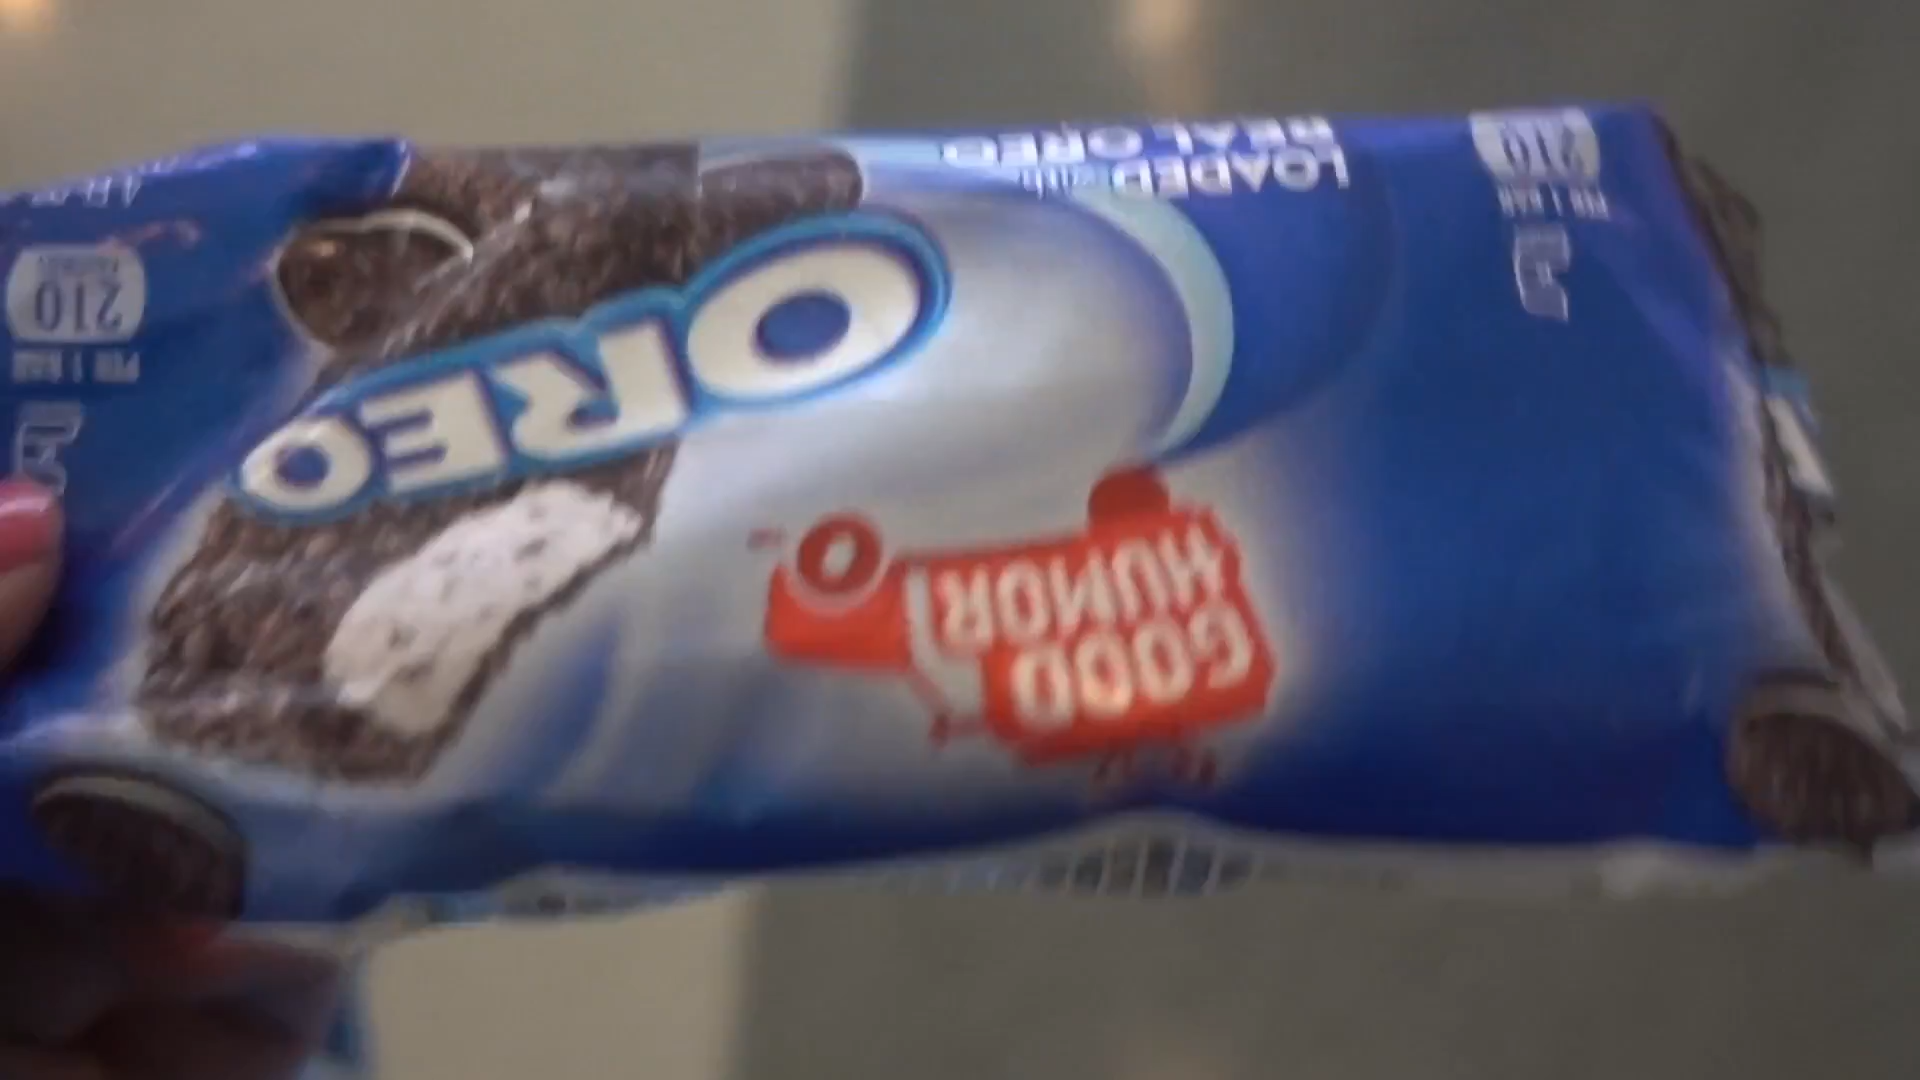 OREO
GOOD
HUMOR
LOADED with
REAL OREO
PER 1 BAR
210
CALORIES
PER 1 BAR
210